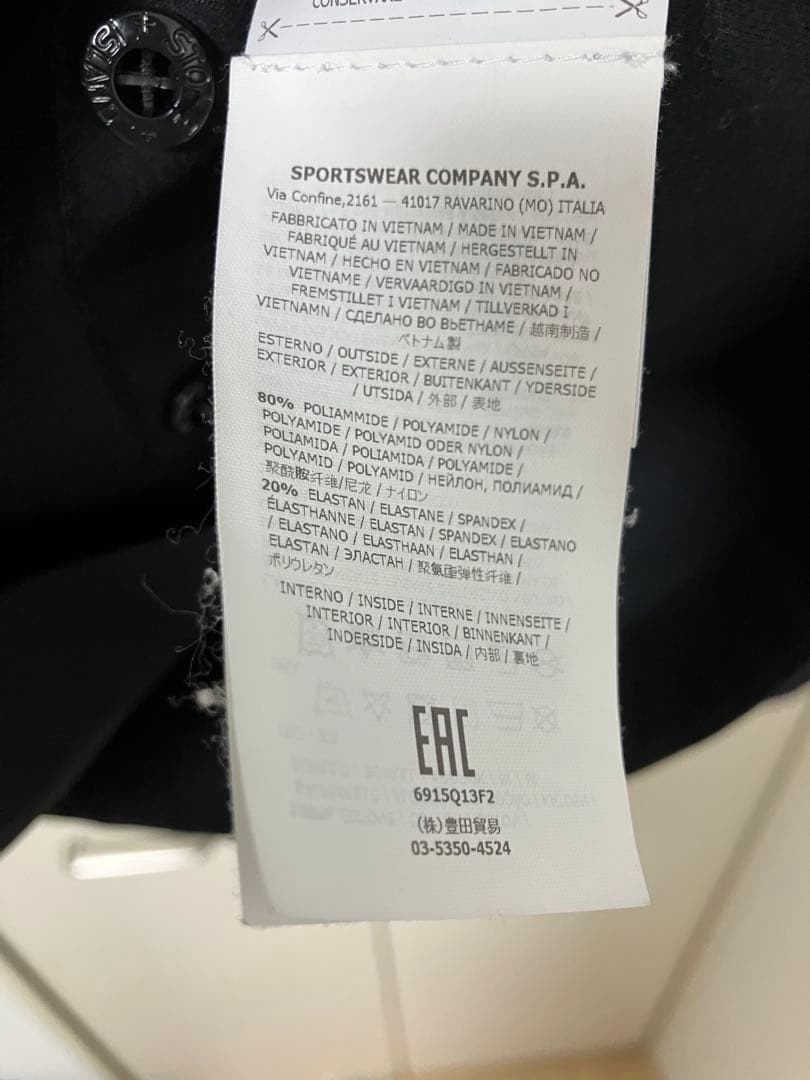 CONSERVARE
ISLAND + STO
SPORTSWEAR COMPANY S.P.A.
Via Confine,2161 — 41017 RAVARINO (MO) ITALIA
FABBRICATO IN VIETNAM / MADE IN VIETNAM /
FABRIQUÉ AU VIETNAM / HERGESTELLT IN
VIETNAM / HECHO EN VIETNAM / FABRICADO NO
VIETNAME / VERVAARDIGD IN VIETNAM /
FREMSTILLET I VIETNAM / TILLVERKAD I
VIETNAMN / СДЕЛАНО ВО ВЬЕТНАМЕ / 越南制造 /
ベトナム製
ESTERNO / OUTSIDE / EXTERNE / AUSSENSEITE /
EXTERIOR / EXTERIOR / BUITENKANT / YDERSIDE
/ UTSIDA / 外部 / 表地
80% POLIAMMIDE / POLYAMIDE / NYLON /
POLYAMIDE / POLYAMID ODER NYLON /
POLIAMIDA / POLIAMIDA / POLYAMIDE /
POLYAMID / POLYAMID / НЕЙЛОН, ПОЛИАМИД /
聚酰胺纤维/尼龙 / ナイロン
20% ELASTAN / ELASTANE / SPANDEX /
ÉLASTHANNE / ELASTAN / SPANDEX / ELASTANO
/ ELASTANO / ELASTHAAN / ELASTHAN /
ELASTAN / ЭЛАСТАН / 聚氨酯弹性纤维 /
ポリウレタン
INTERNO / INSIDE / INTERNE / INNENSEITE /
INTERIOR / INTERIOR / BINNENKANT /
INDERSIDE / INSIDA / 内部 / 裏地
EAC
6915Q13F2
(株)豊田貿易
03-5350-4524